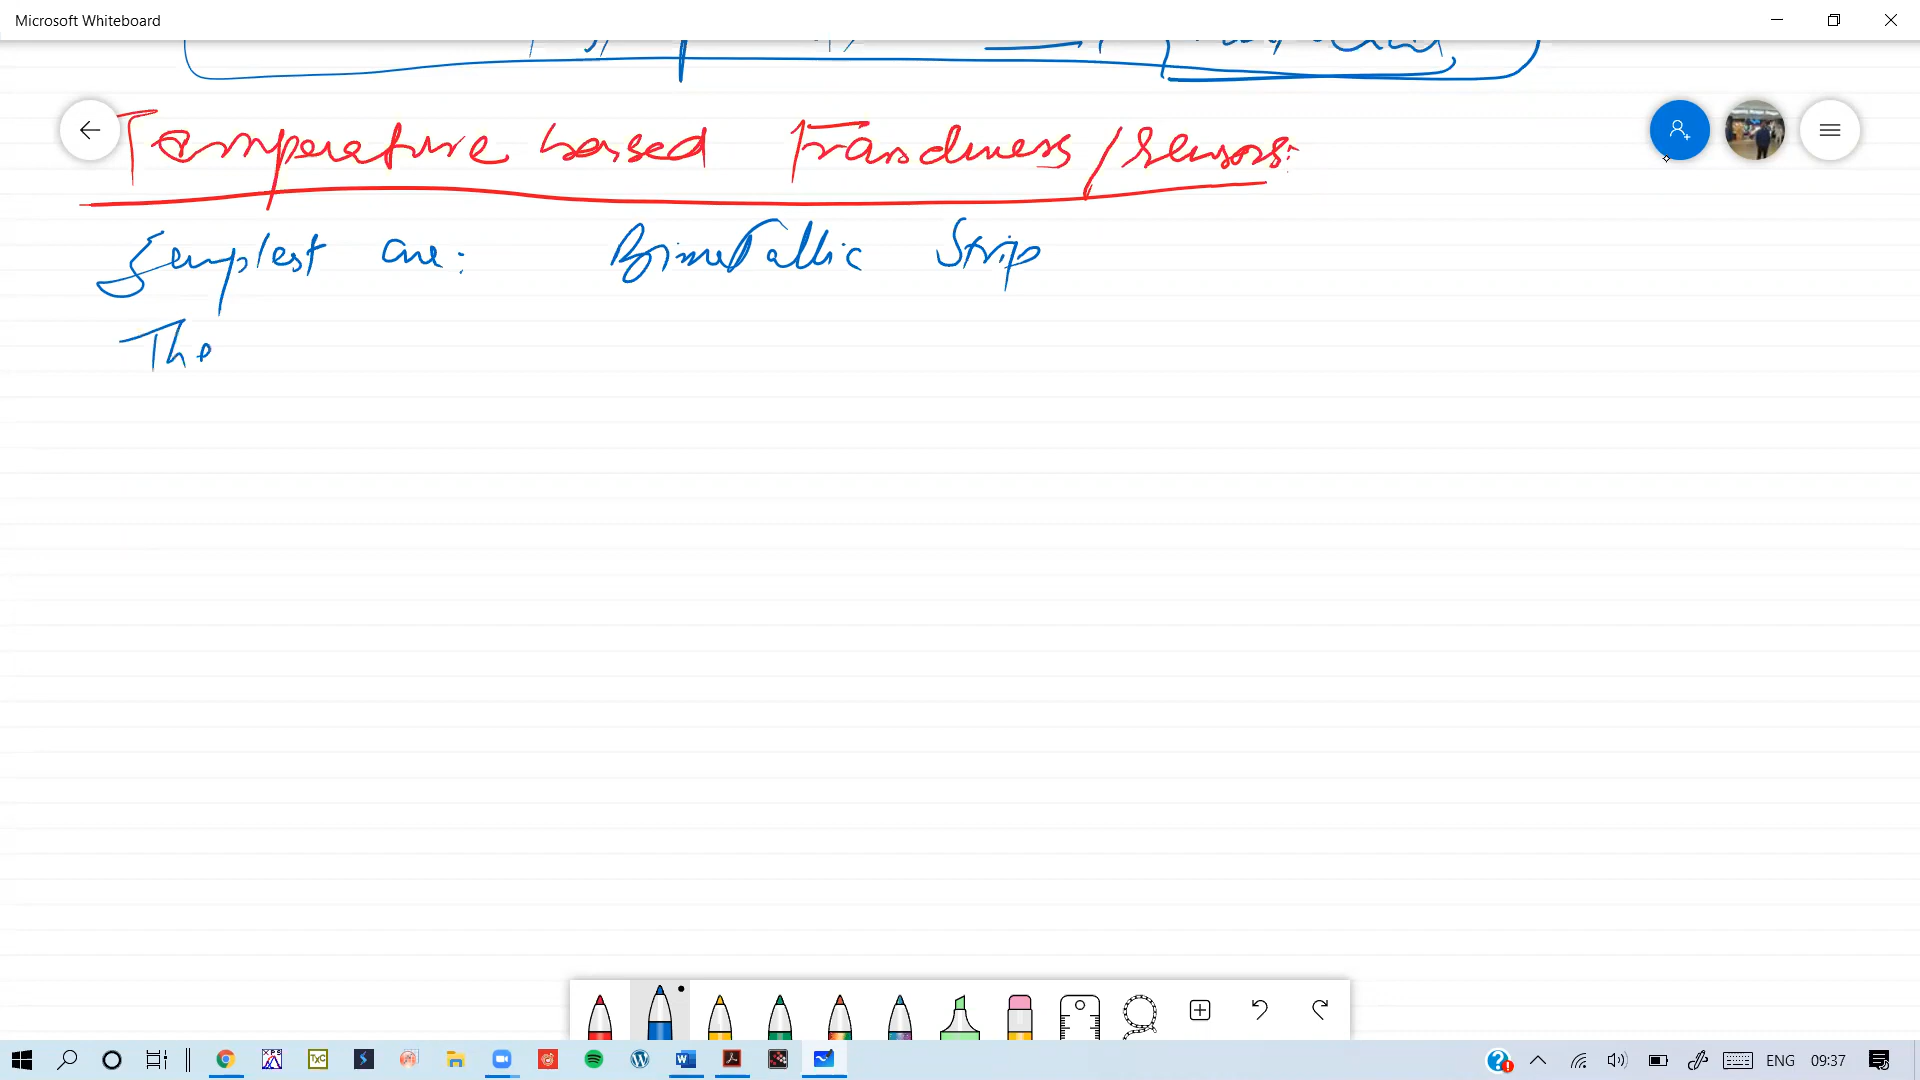 Microsoft Whiteboard
Temperature based Transducers/sensors:
Simplest one: Bimetallic Strip
The
ENG 09:37